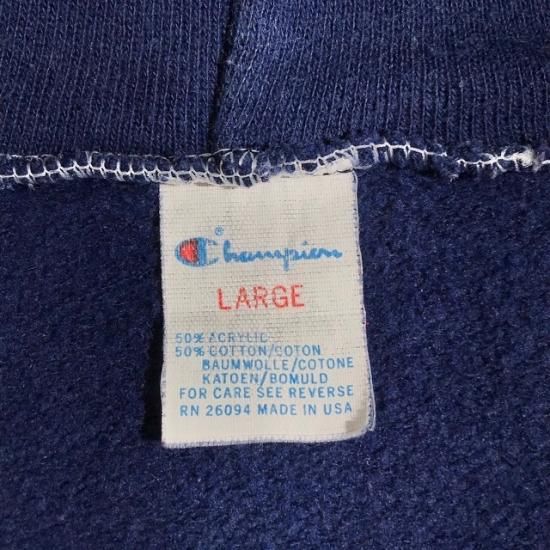 Champion
LARGE
50% ACRYLIC
50% COTTON/COTON
BAUMWOLLE/COTONE
KATOEN/BOMULD
FOR CARE SEE REVERSE
RN 26094 MADE IN USA